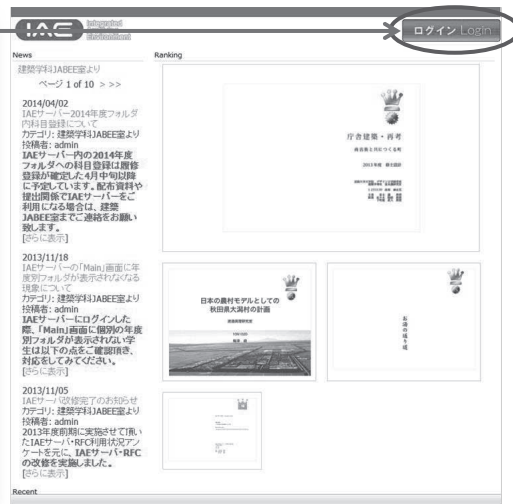 IAE Integrated
Environment
ログイン Login
News
建築学科JABEE室より
ページ 1 of 10 > >>
2014/04/02
IAEサーバー2014年度フォルダ
内科目登録について
カテゴリ: 建築学科JABEE室より
投稿者: admin
IAEサーバー内の2014年度
フォルダへの科目登録は履修
登録が確定した4月中旬以降
に予定しています。配布資料や
提出関係でIAEサーバーをご
利用になる場合は、建築
JABEE室までご連絡をお願い
致します。
[さらに表示]
2013/11/18
IAEサーバーの「Main」画面に年
度別フォルダが表示されなくなる
現象について
カテゴリ: 建築学科JABEE室より
投稿者: admin
IAEサーバーにログインした
際、「Main」画面に個別の年度
別フォルダが表示されない学
生は以下の点をご確認頂き、
対応をしてみてください。
[さらに表示]
2013/11/05
IAEサーバ改修完了のお知らせ
カテゴリ: 建築学科JABEE室より
投稿者: admin
2013年度前期に実施させて頂い
たIAEサーバ・RFC利用状況アン
ケートを元に、IAEサーバ・RFC
の改修を実施しました。
[さらに表示]
Recent
Ranking
庁舎建築・再考
日本の農村モデルとしての
秋田県大潟村の計画
お湯の巡り道